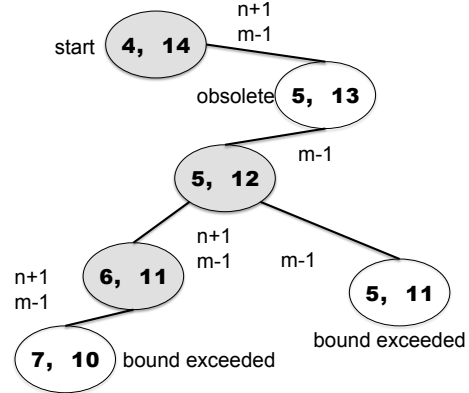 n+1
m-1
start
4, 14
obsolete
5, 13
m-1
5, 12
n+1
m-1
m-1
6, 11
n+1
m-1
5, 11
bound exceeded
7, 10
bound exceeded